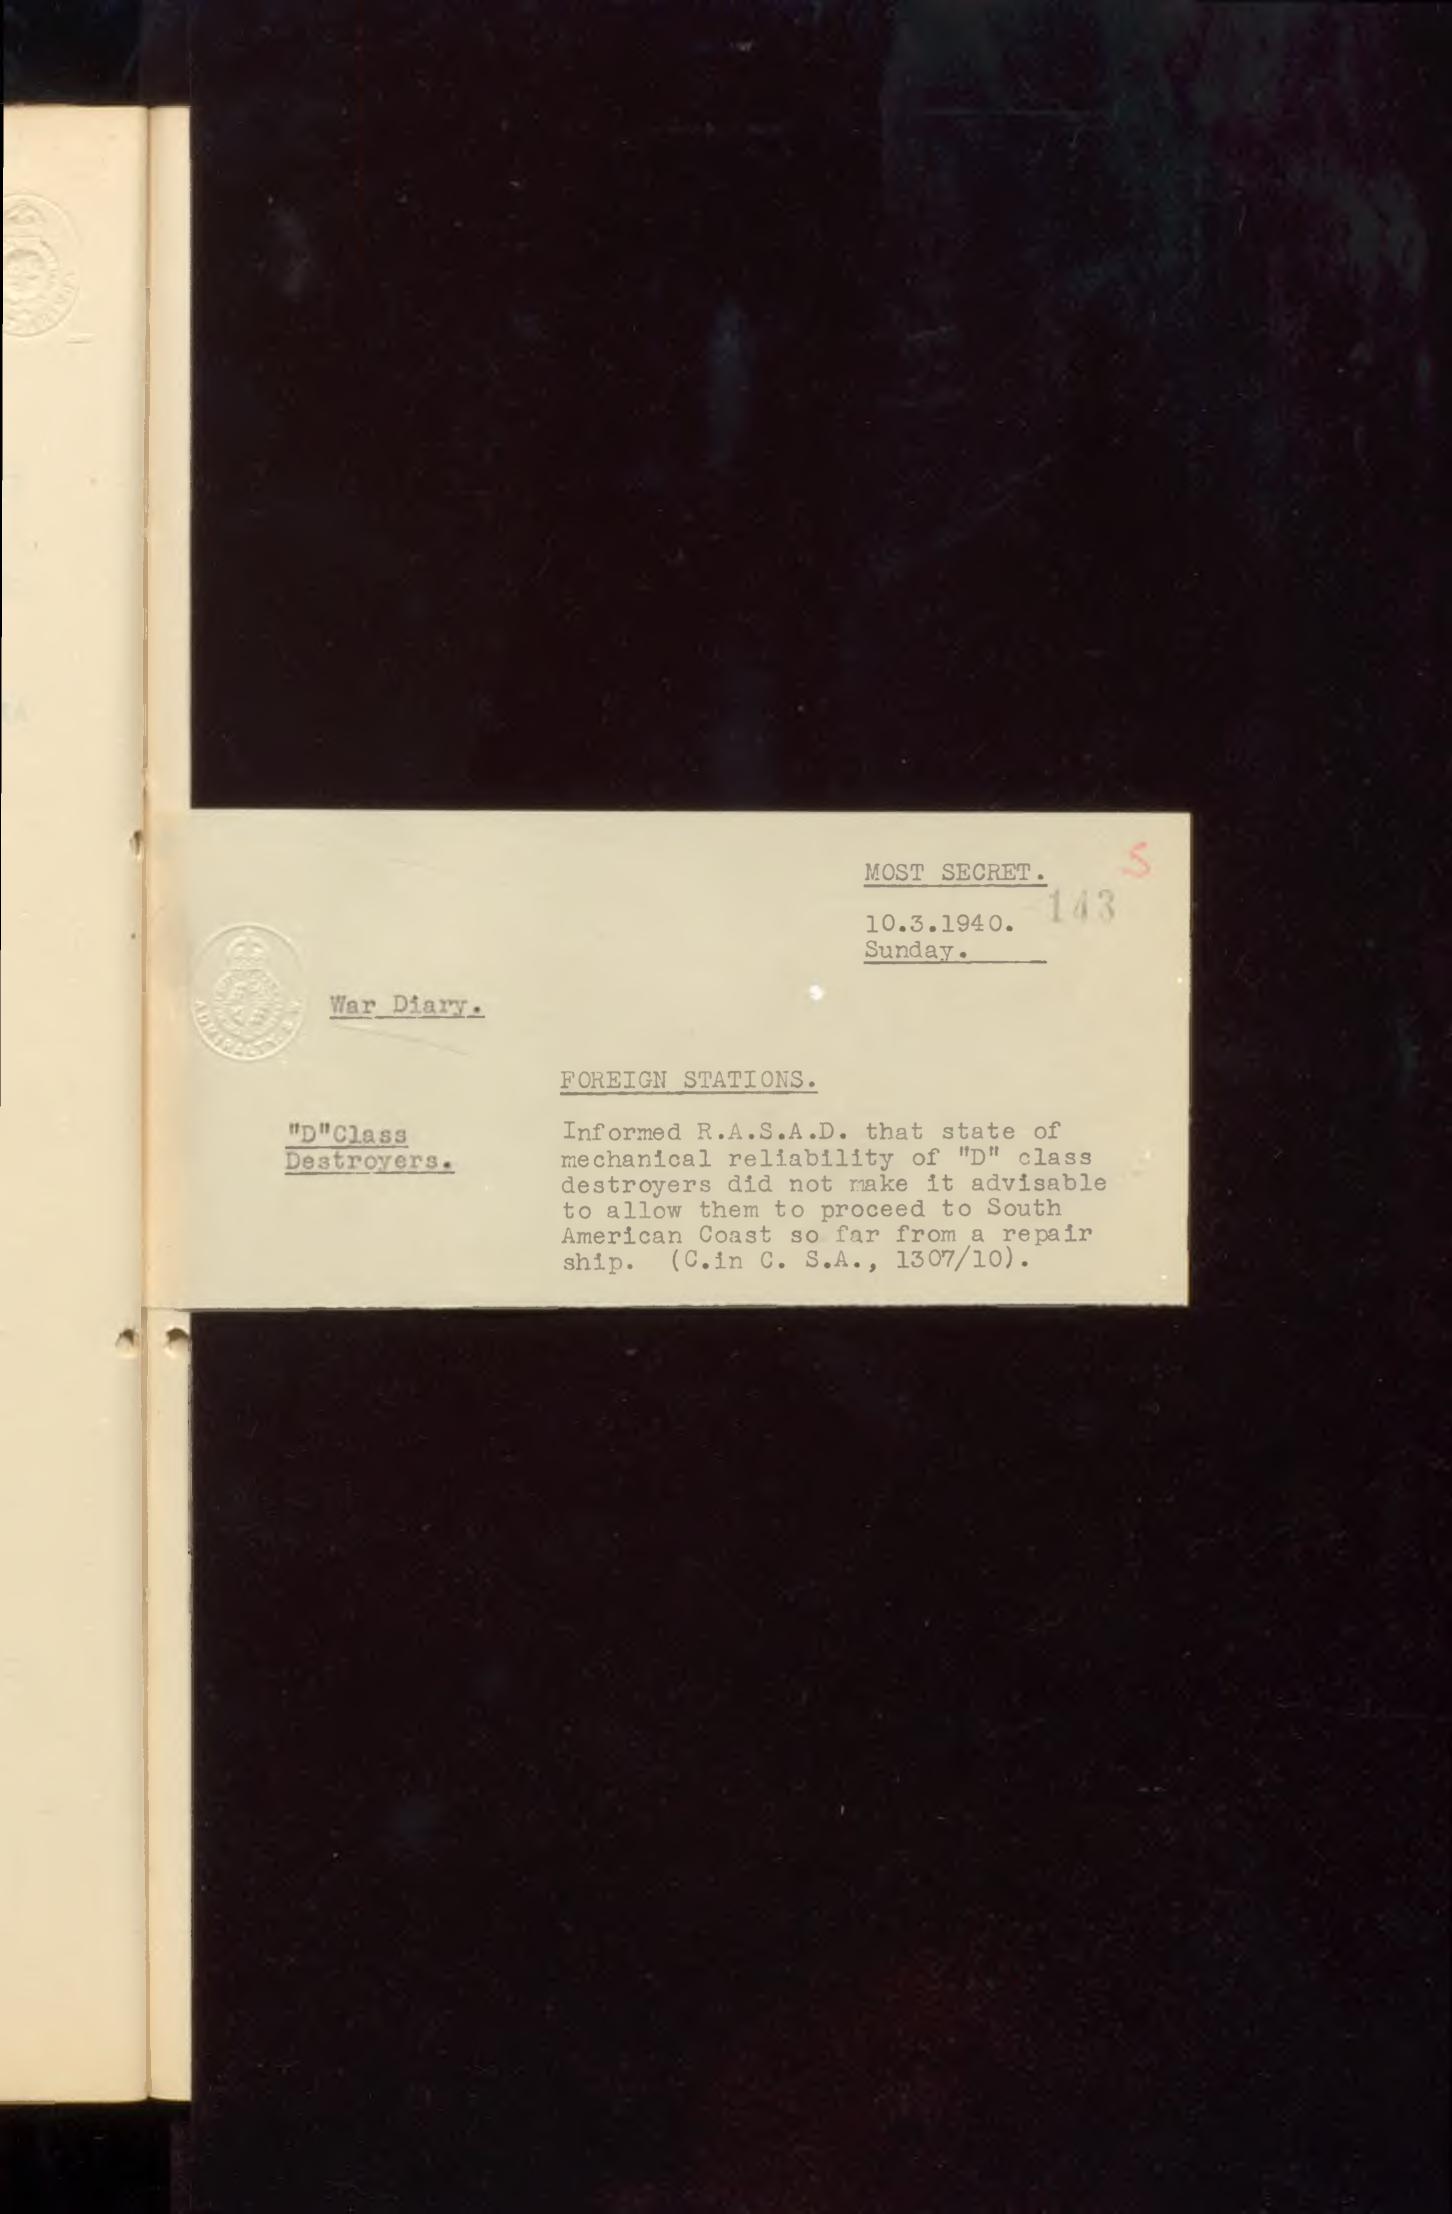 MOST SECRET.
5
143
10.3.1940.
Sunday.
ADMIRALTY S.W.
War Diary.
FOREIGN STATIONS.
"D"Class
Destroyers.
Informed R.A.S.A.D. that state of
mechanical reliability of "D" class
destroyers did not make it advisable
to allow them to proceed to South
American Coast so far from a repair
ship. (C.in C. S.A., 1307/10).